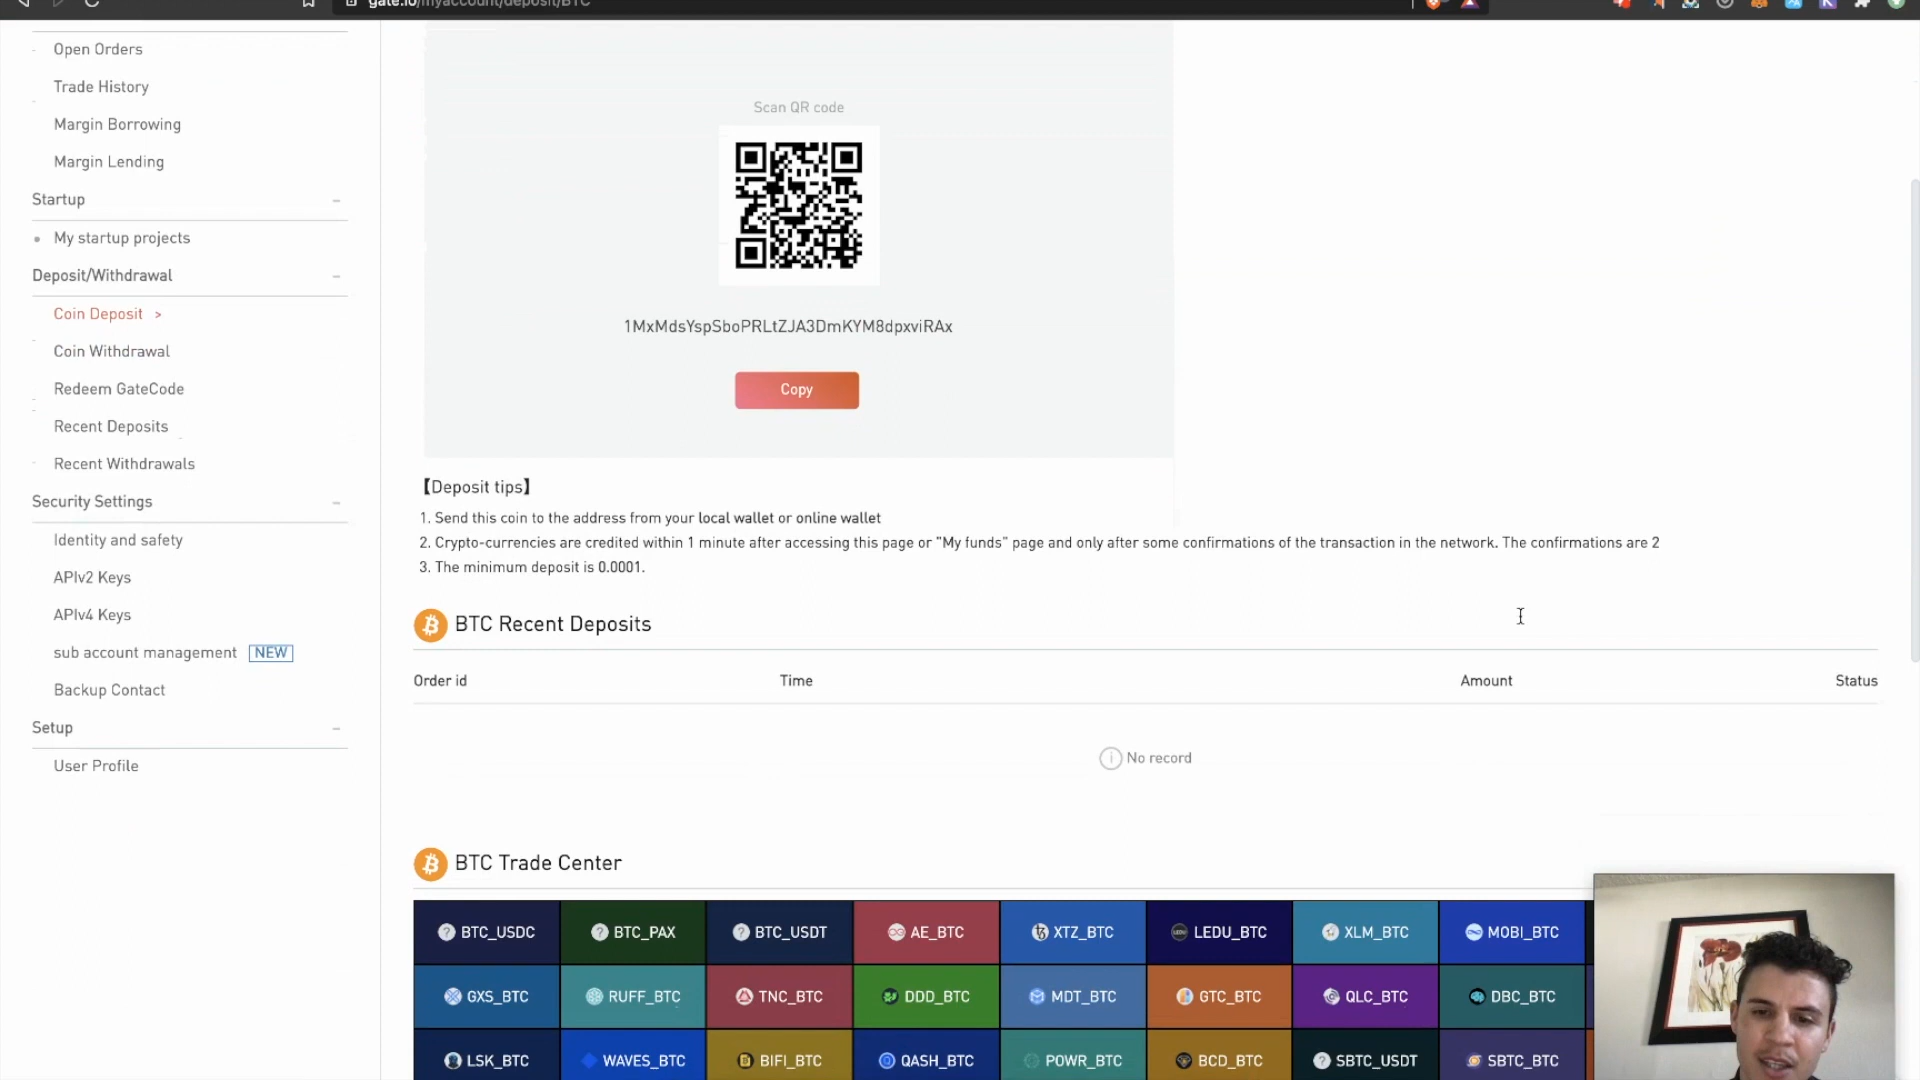 gate.io/myaccount/deposit/BTC
Open Orders
Trade History
Margin Borrowing
Margin Lending
Startup
My startup projects
Deposit/Withdrawal
Coin Deposit >
Coin Withdrawal
Redeem GateCode
Recent Deposits
Recent Withdrawals
Security Settings
Identity and safety
APIv2 Keys
APIv4 Keys
sub account management NEW
Backup Contact
Setup
User Profile
Scan QR code
1MxMdsYspSboPRLtZJA3DmKYM8dpxviRAx
Copy
【Deposit tips】
1. Send this coin to the address from your local wallet or online wallet
2. Crypto-currencies are credited within 1 minute after accessing this page or "My funds" page and only after some confirmations of the transaction in the network. The confirmations are 2
3. The minimum deposit is 0.0001.
BTC Recent Deposits
Order id Time Amount Status
No record
BTC Trade Center
BTC_USDC BTC_PAX BTC_USDT AE_BTC XTZ_BTC LEDU_BTC XLM_BTC MOBI_BTC
GXS_BTC RUFF_BTC TNC_BTC DDD_BTC MDT_BTC GTC_BTC QLC_BTC DBC_BTC
LSK_BTC WAVES_BTC BIFI_BTC QASH_BTC POWR_BTC BCD_BTC SBTC_USDT SBTC_BTC